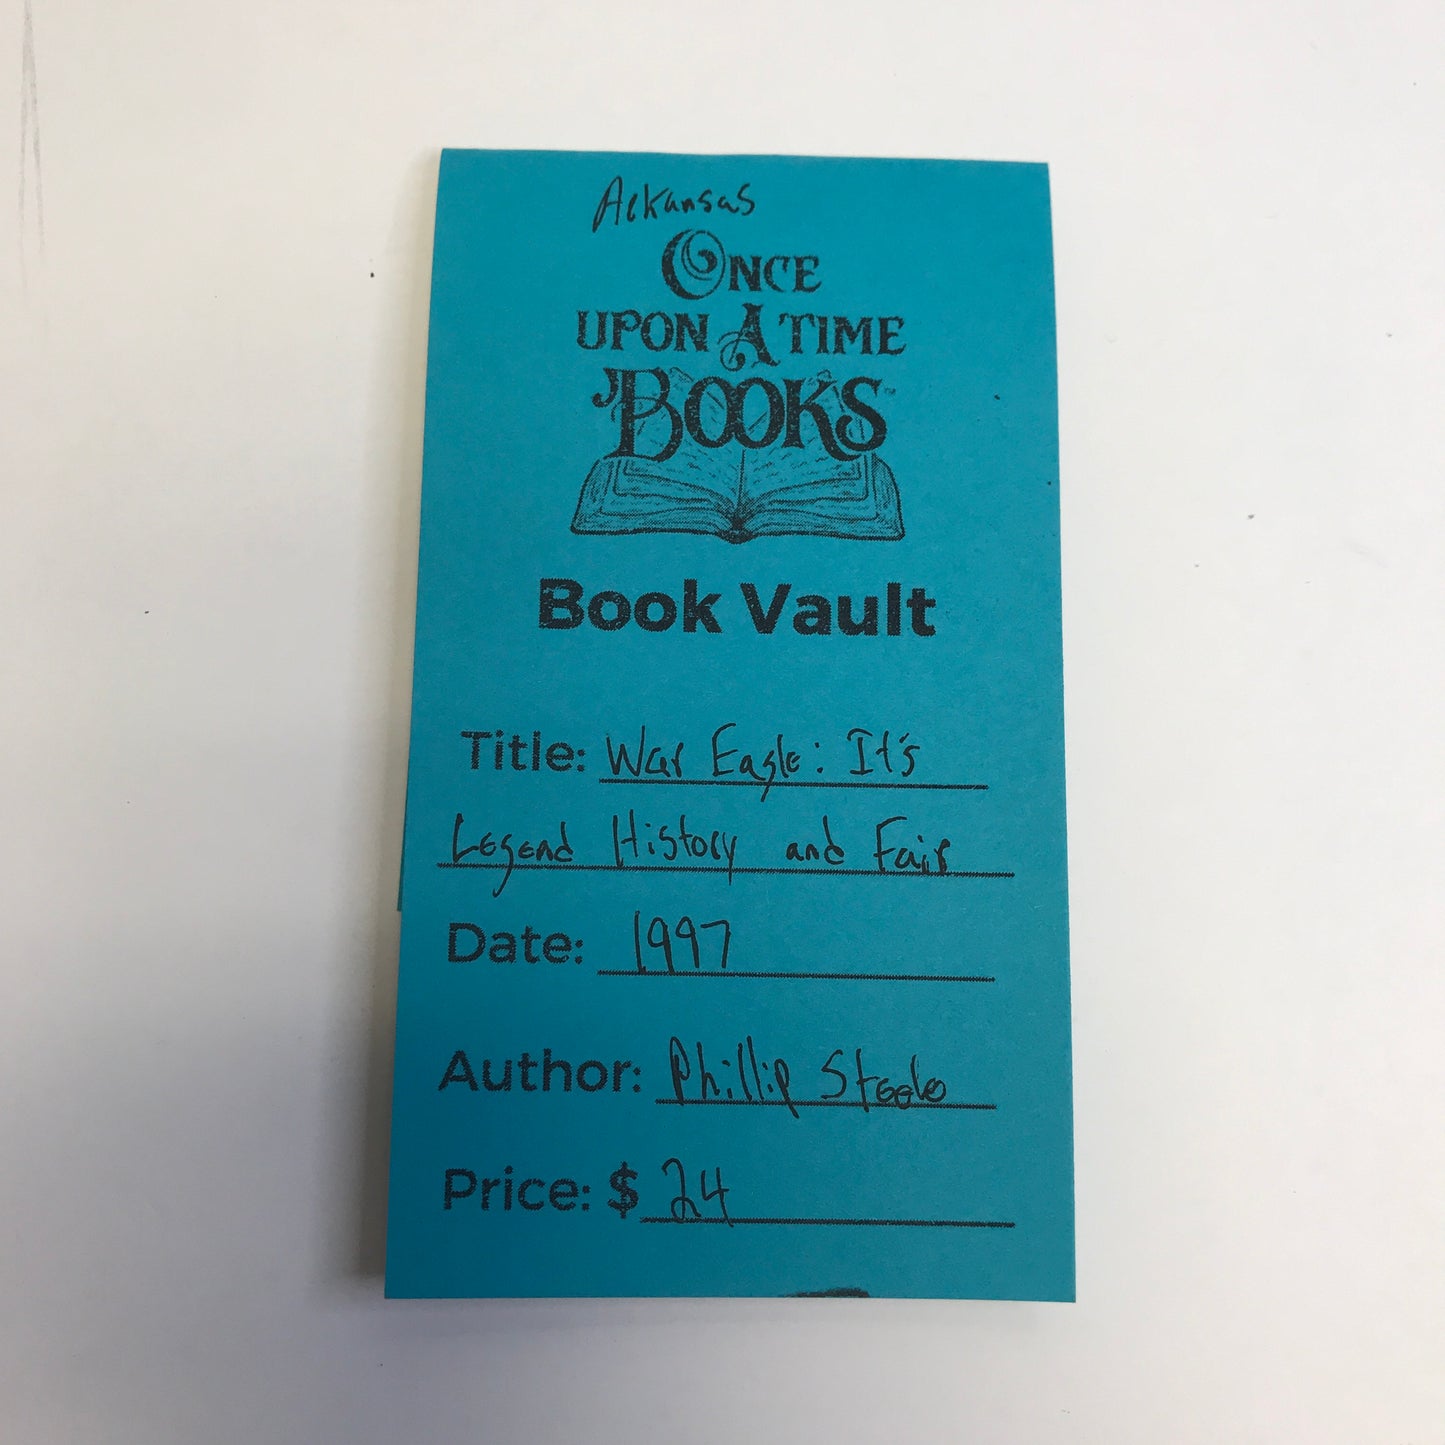 Arkansas
ONCE
UPON A TIME
BOOKS
Book Vault
Title: War Eagle: It's
Legend History and Fair
Date: 1997
Author: Phillip Steele
Price: $ 24